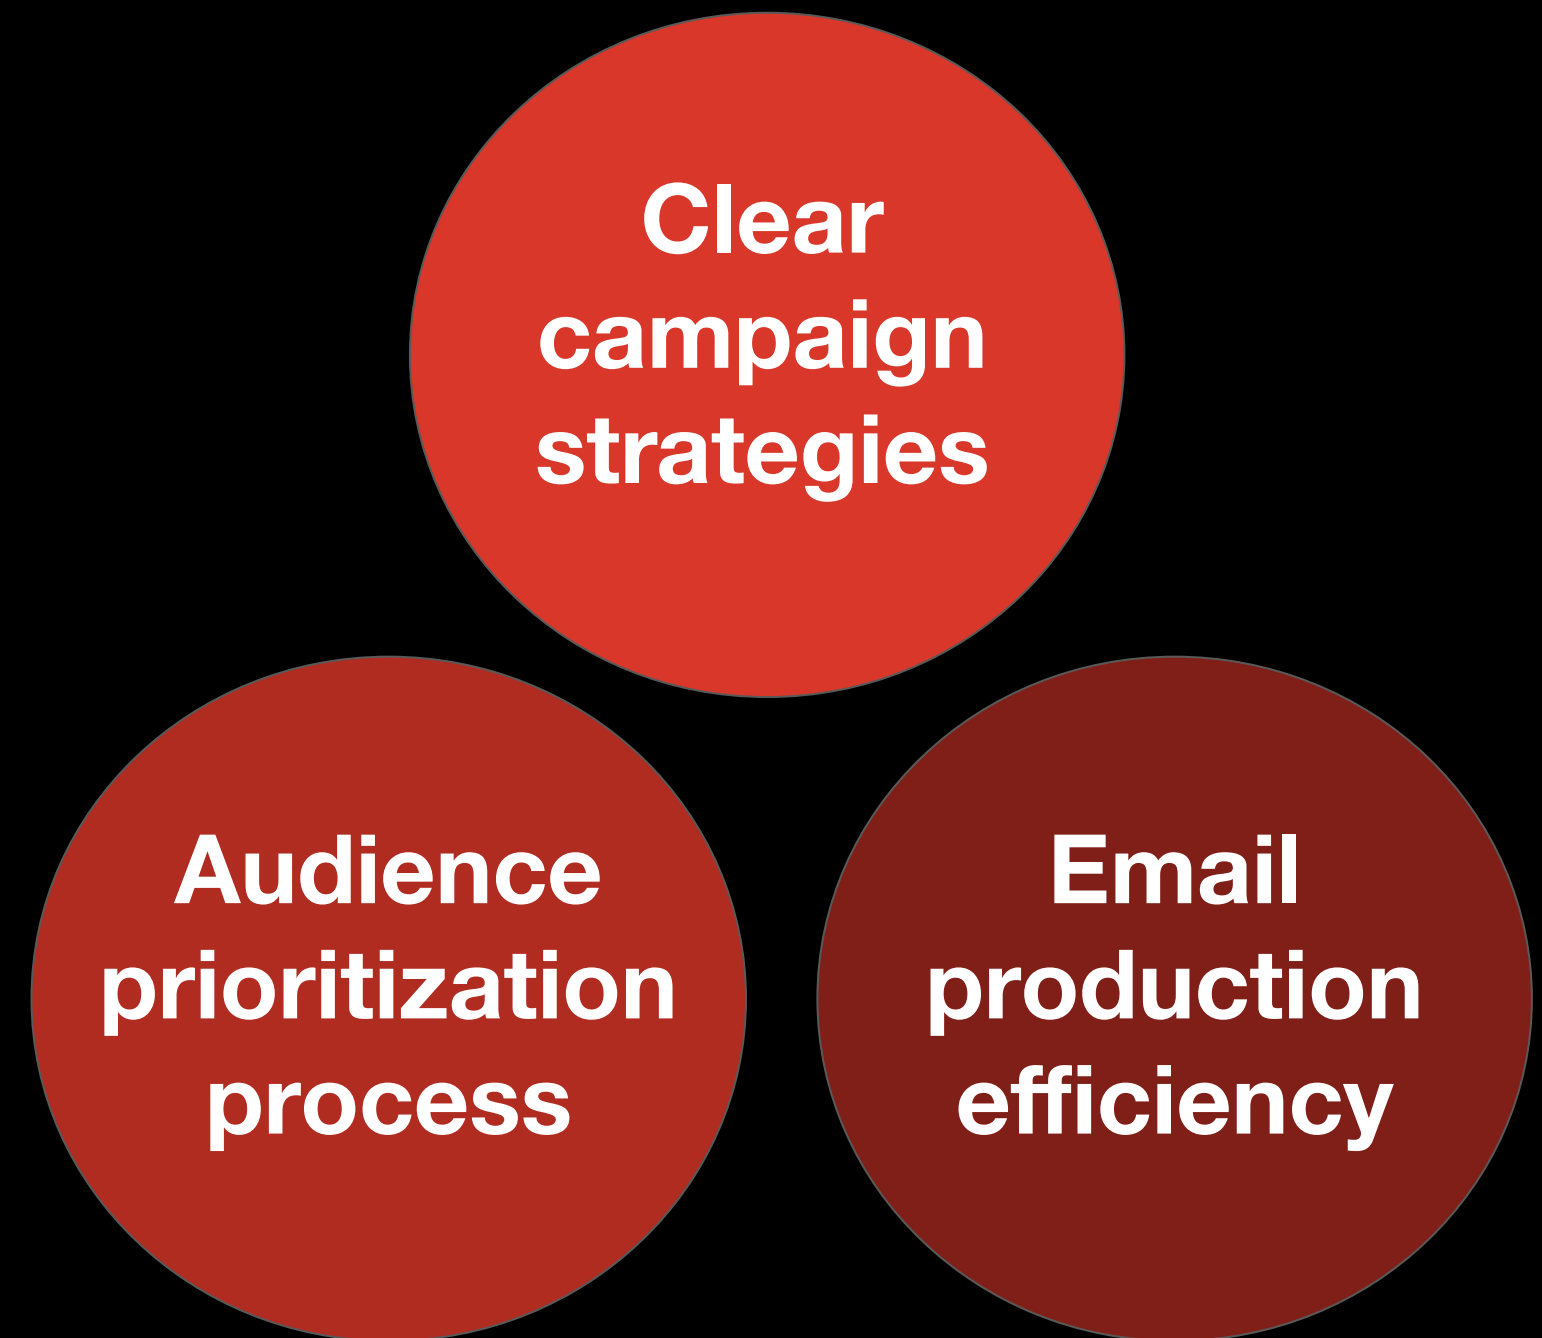 Clear
campaign
strategies
Audience
prioritization
process
Email
production
efficiency